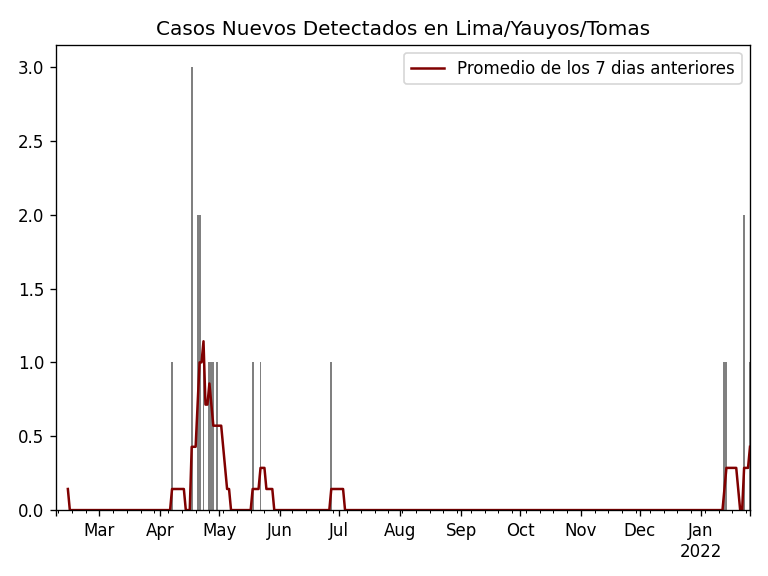 Casos Nuevos Detectados en Lima/Yauyos/Tomas
Promedio de los 7 dias anteriores
3.0
2.5
2.0
1.5
1.0
0.5
0.0
Mar Apr May Jun Jul Aug Sep Oct Nov Dec Jan
2022